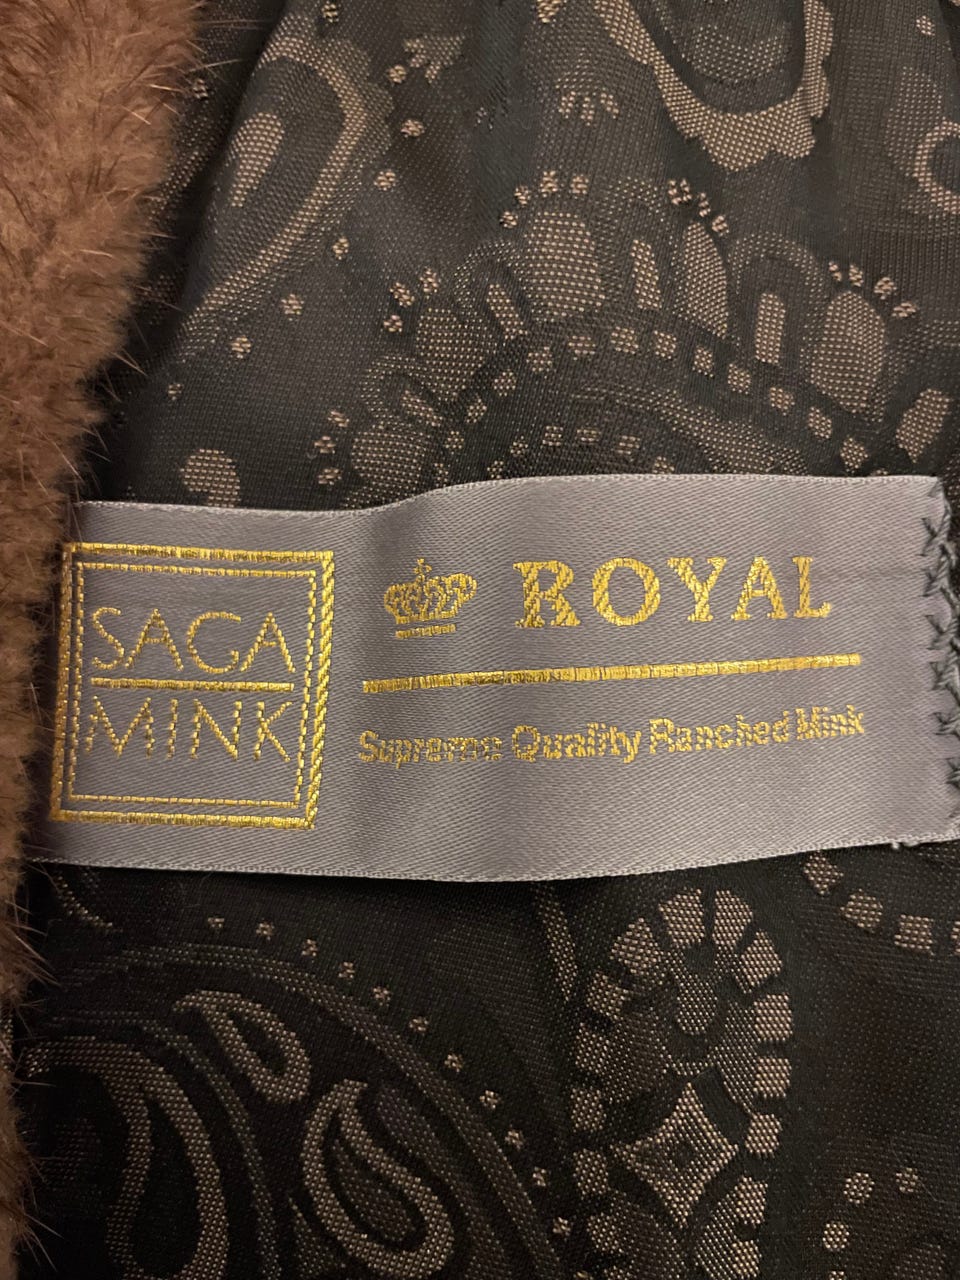 SAGA
MINK
ROYAL
Supreme Quality Ranched Mink